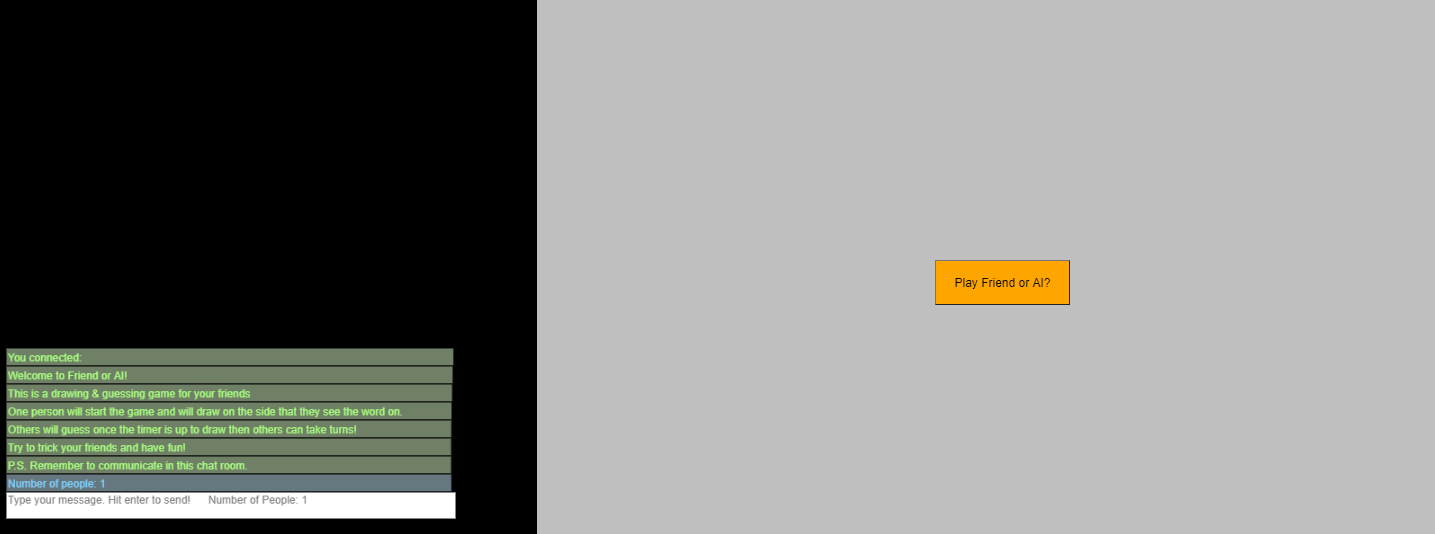 You connected:
Welcome to Friend or AI!
This is a drawing & guessing game for your friends
One person will start the game and will draw on the side that they see the word on.
Others will guess once the timer is up to draw then others can take turns!
Try to trick your friends and have fun!
P.S. Remember to communicate in this chat room.
Number of people: 1
Type your message. Hit enter to send! Number of People: 1
Play Friend or AI?